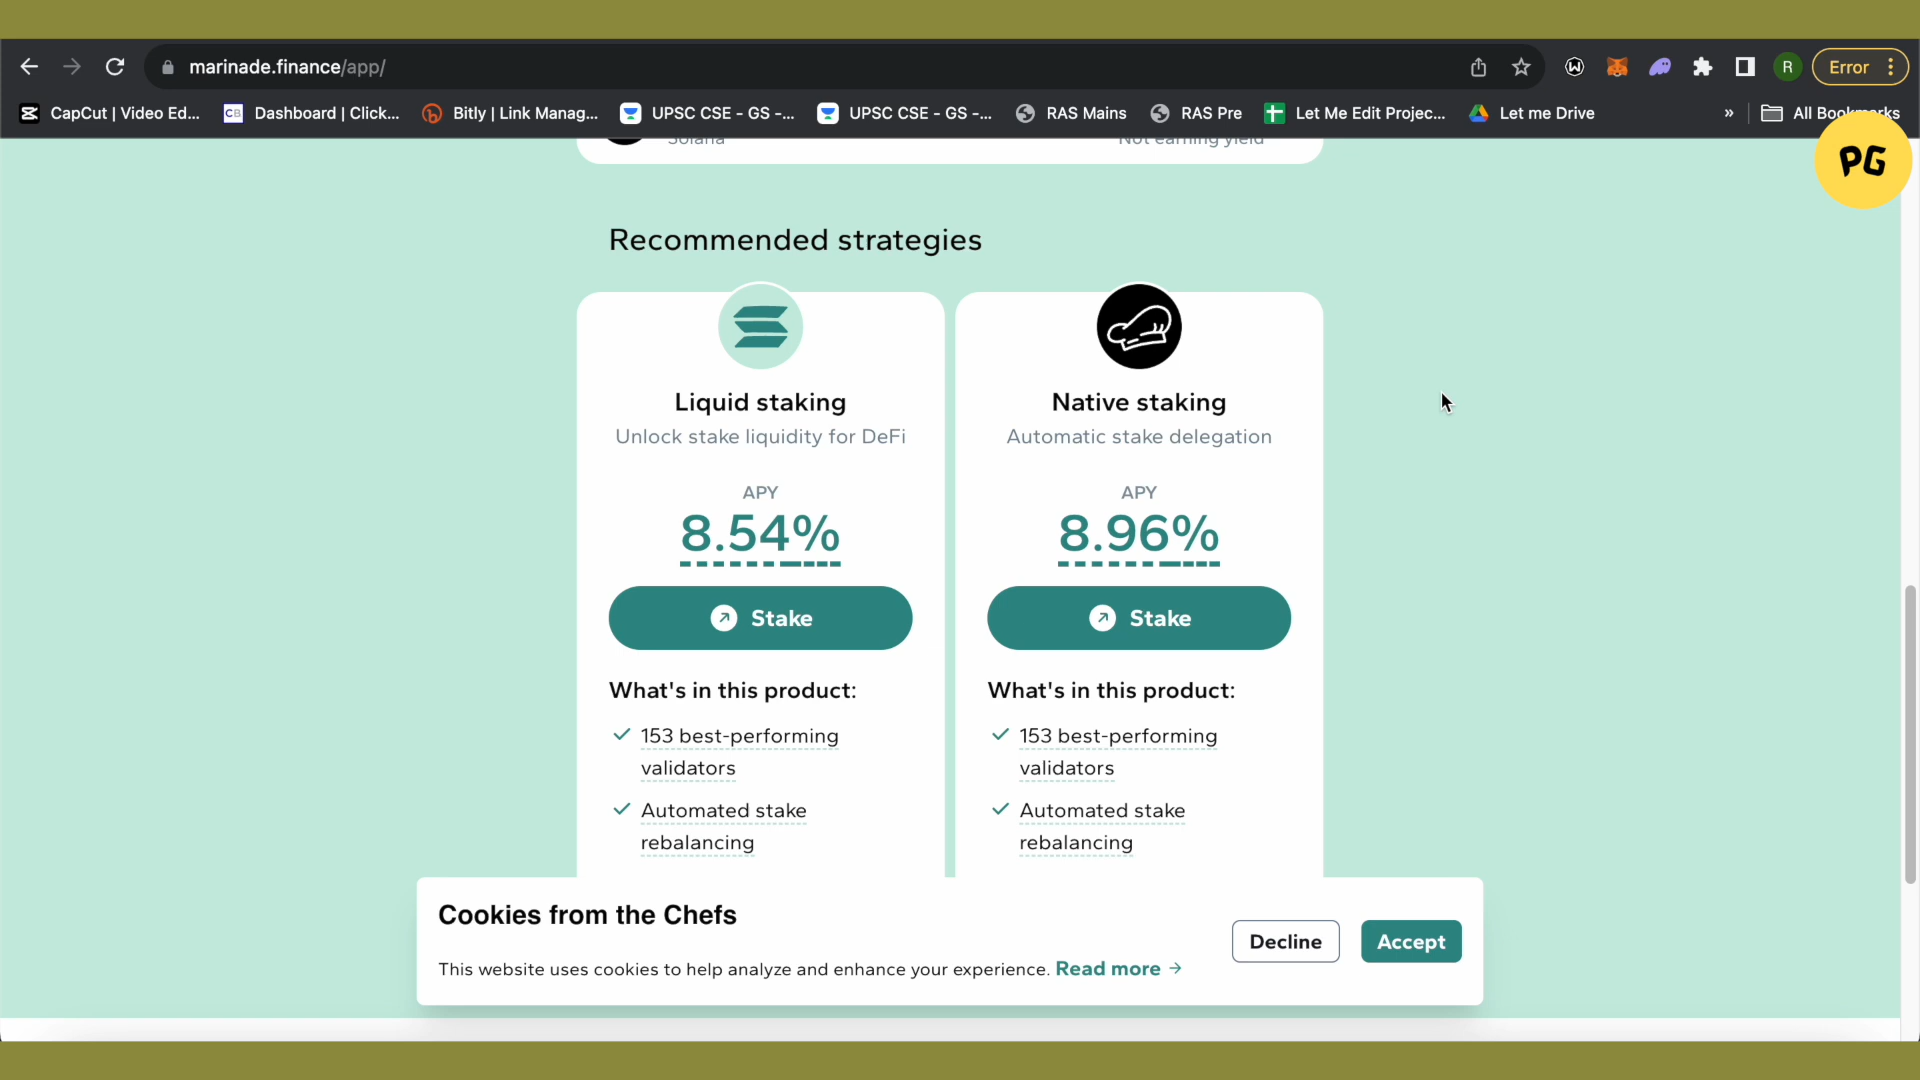 marinade.finance/app/
Error
CapCut | Video Ed...
CB
Dashboard | Click...
Bitly | Link Manag...
UPSC CSE - GS -...
UPSC CSE - GS -...
RAS Mains
RAS Pre
Let Me Edit Projec...
Let me Drive
»
All Bookmarks
R
PG
Solana
Not earning yield
Recommended strategies
Liquid staking
Unlock stake liquidity for DeFi
APY
8.54%
Stake
What's in this product:
153 best-performing
validators
Automated stake
rebalancing
Native staking
Automatic stake delegation
APY
8.96%
Stake
What's in this product:
153 best-performing
validators
Automated stake
rebalancing
Cookies from the Chefs
This website uses cookies to help analyze and enhance your experience. Read more →
Decline
Accept